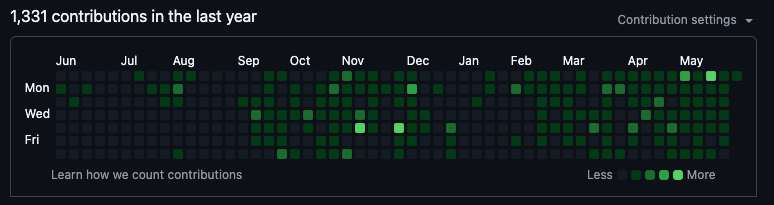 1,331 contributions in the last year
Contribution settings
Jun Jul Aug Sep Oct Nov Dec Jan Feb Mar Apr May
Mon
Wed
Fri
Learn how we count contributions
Less More